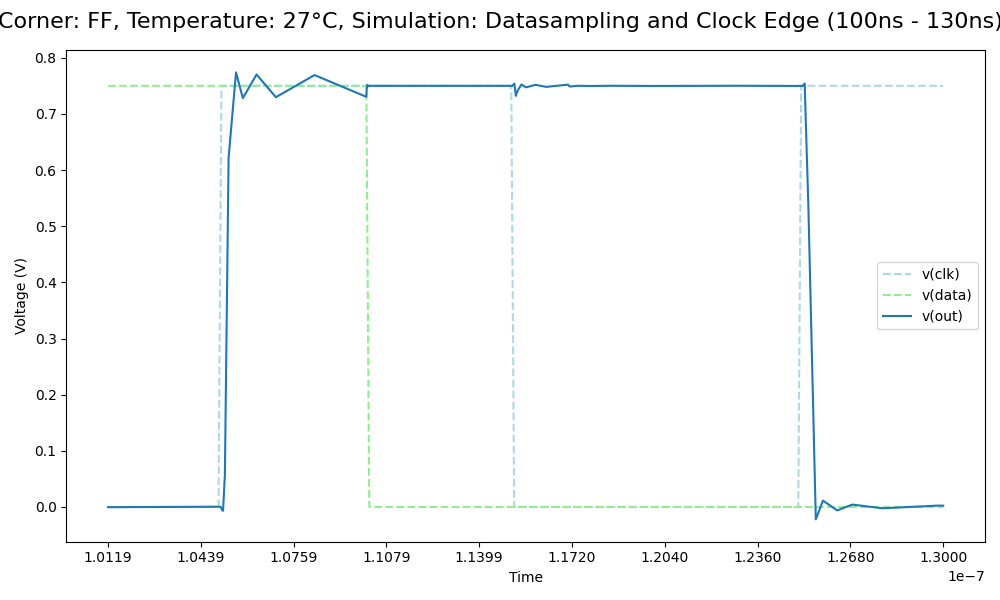 Corner: FF, Temperature: 27°C, Simulation: Datasampling and Clock Edge (100ns - 130ns)
0.8
0.7
0.6
0.5
0.4
0.3
0.2
0.1
0.0
Voltage (V)
v(clk)
v(data)
v(out)
1.0119 1.0439 1.0759 1.1079 1.1399 1.1720 1.2040 1.2360 1.2680 1.3000
1e−7
Time